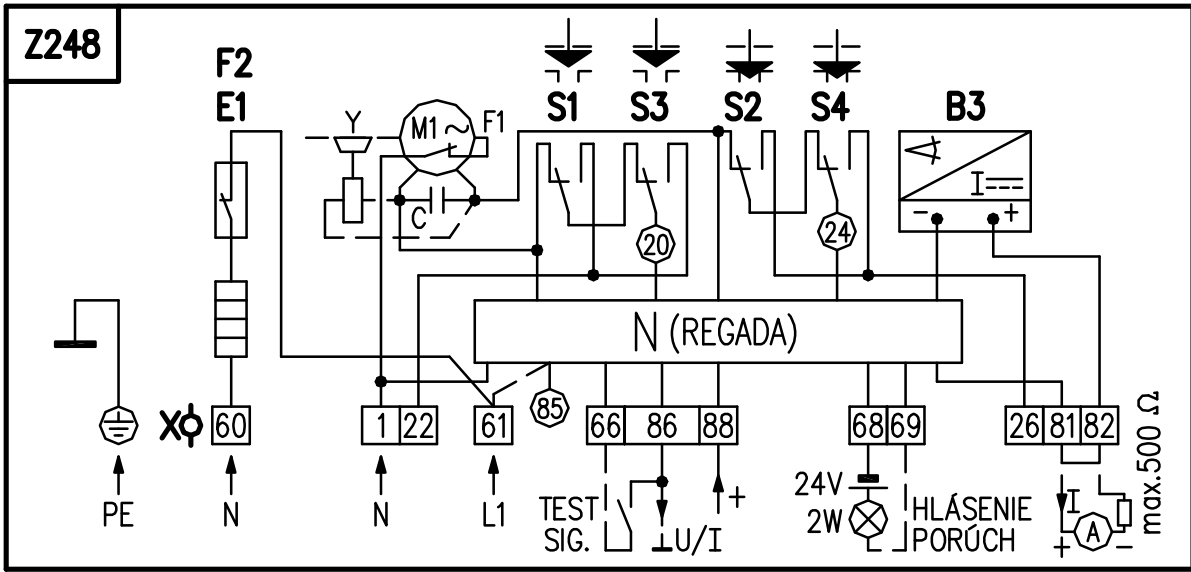 Z248
F2
E1
S1 S3 S2 S4 B3
Y M1 ~ F1
C
I
- +
20 24
N (REGADA)
X 60 1 22 61 85 66 86 88 68 69 26 81 82
PE N N L1
TEST
SIG.
U/I
+
24V
2W
HLÁSENIE
PORÚCH
I
A
+ -
max.500 Ω